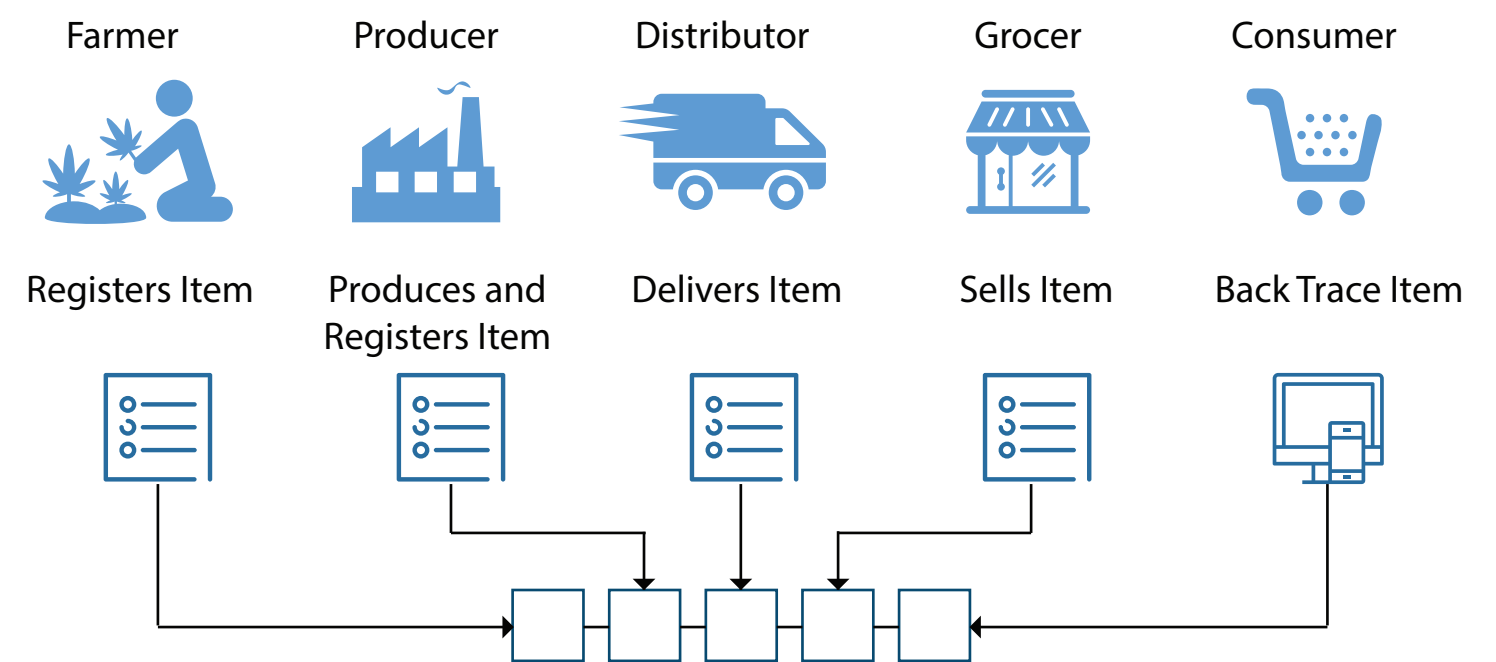 Farmer
Producer
Distributor
Grocer
Consumer
Registers Item
Produces and
Registers Item
Delivers Item
Sells Item
Back Trace Item